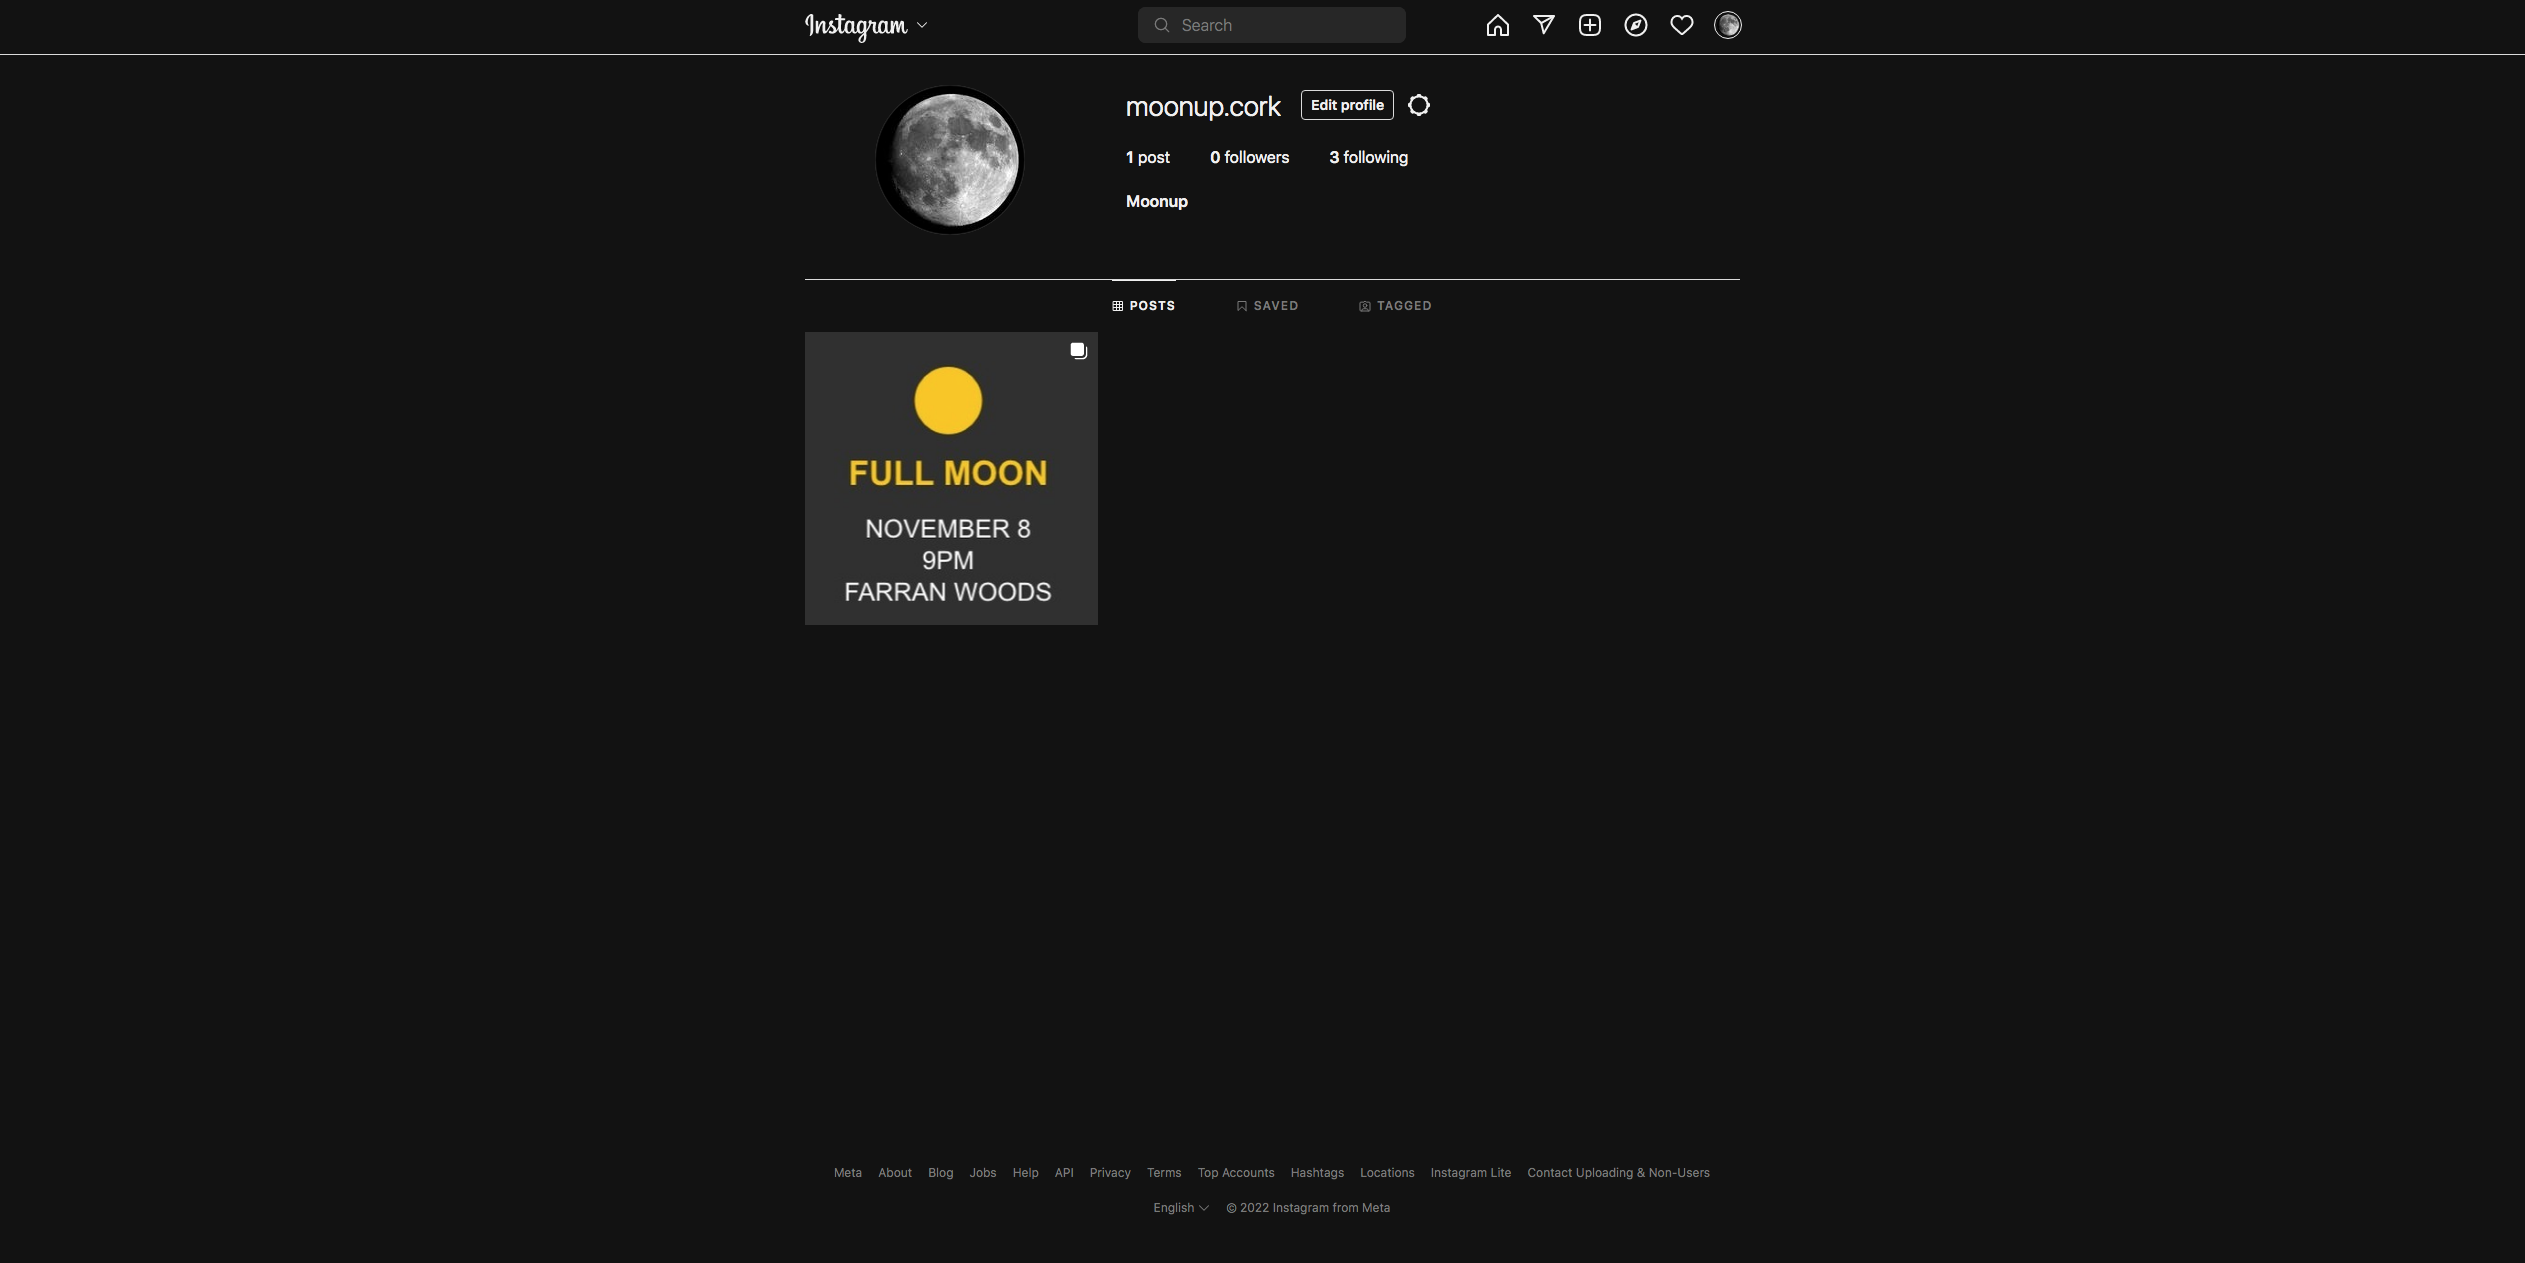 Instagram
Search
moonup.cork Edit profile
1 post 0 followers 3 following
Moonup
POSTS SAVED TAGGED
FULL MOON
NOVEMBER 8
9PM
FARRAN WOODS
Meta About Blog Jobs Help API Privacy Terms Top Accounts Hashtags Locations Instagram Lite Contact Uploading & Non-Users
English © 2022 Instagram from Meta